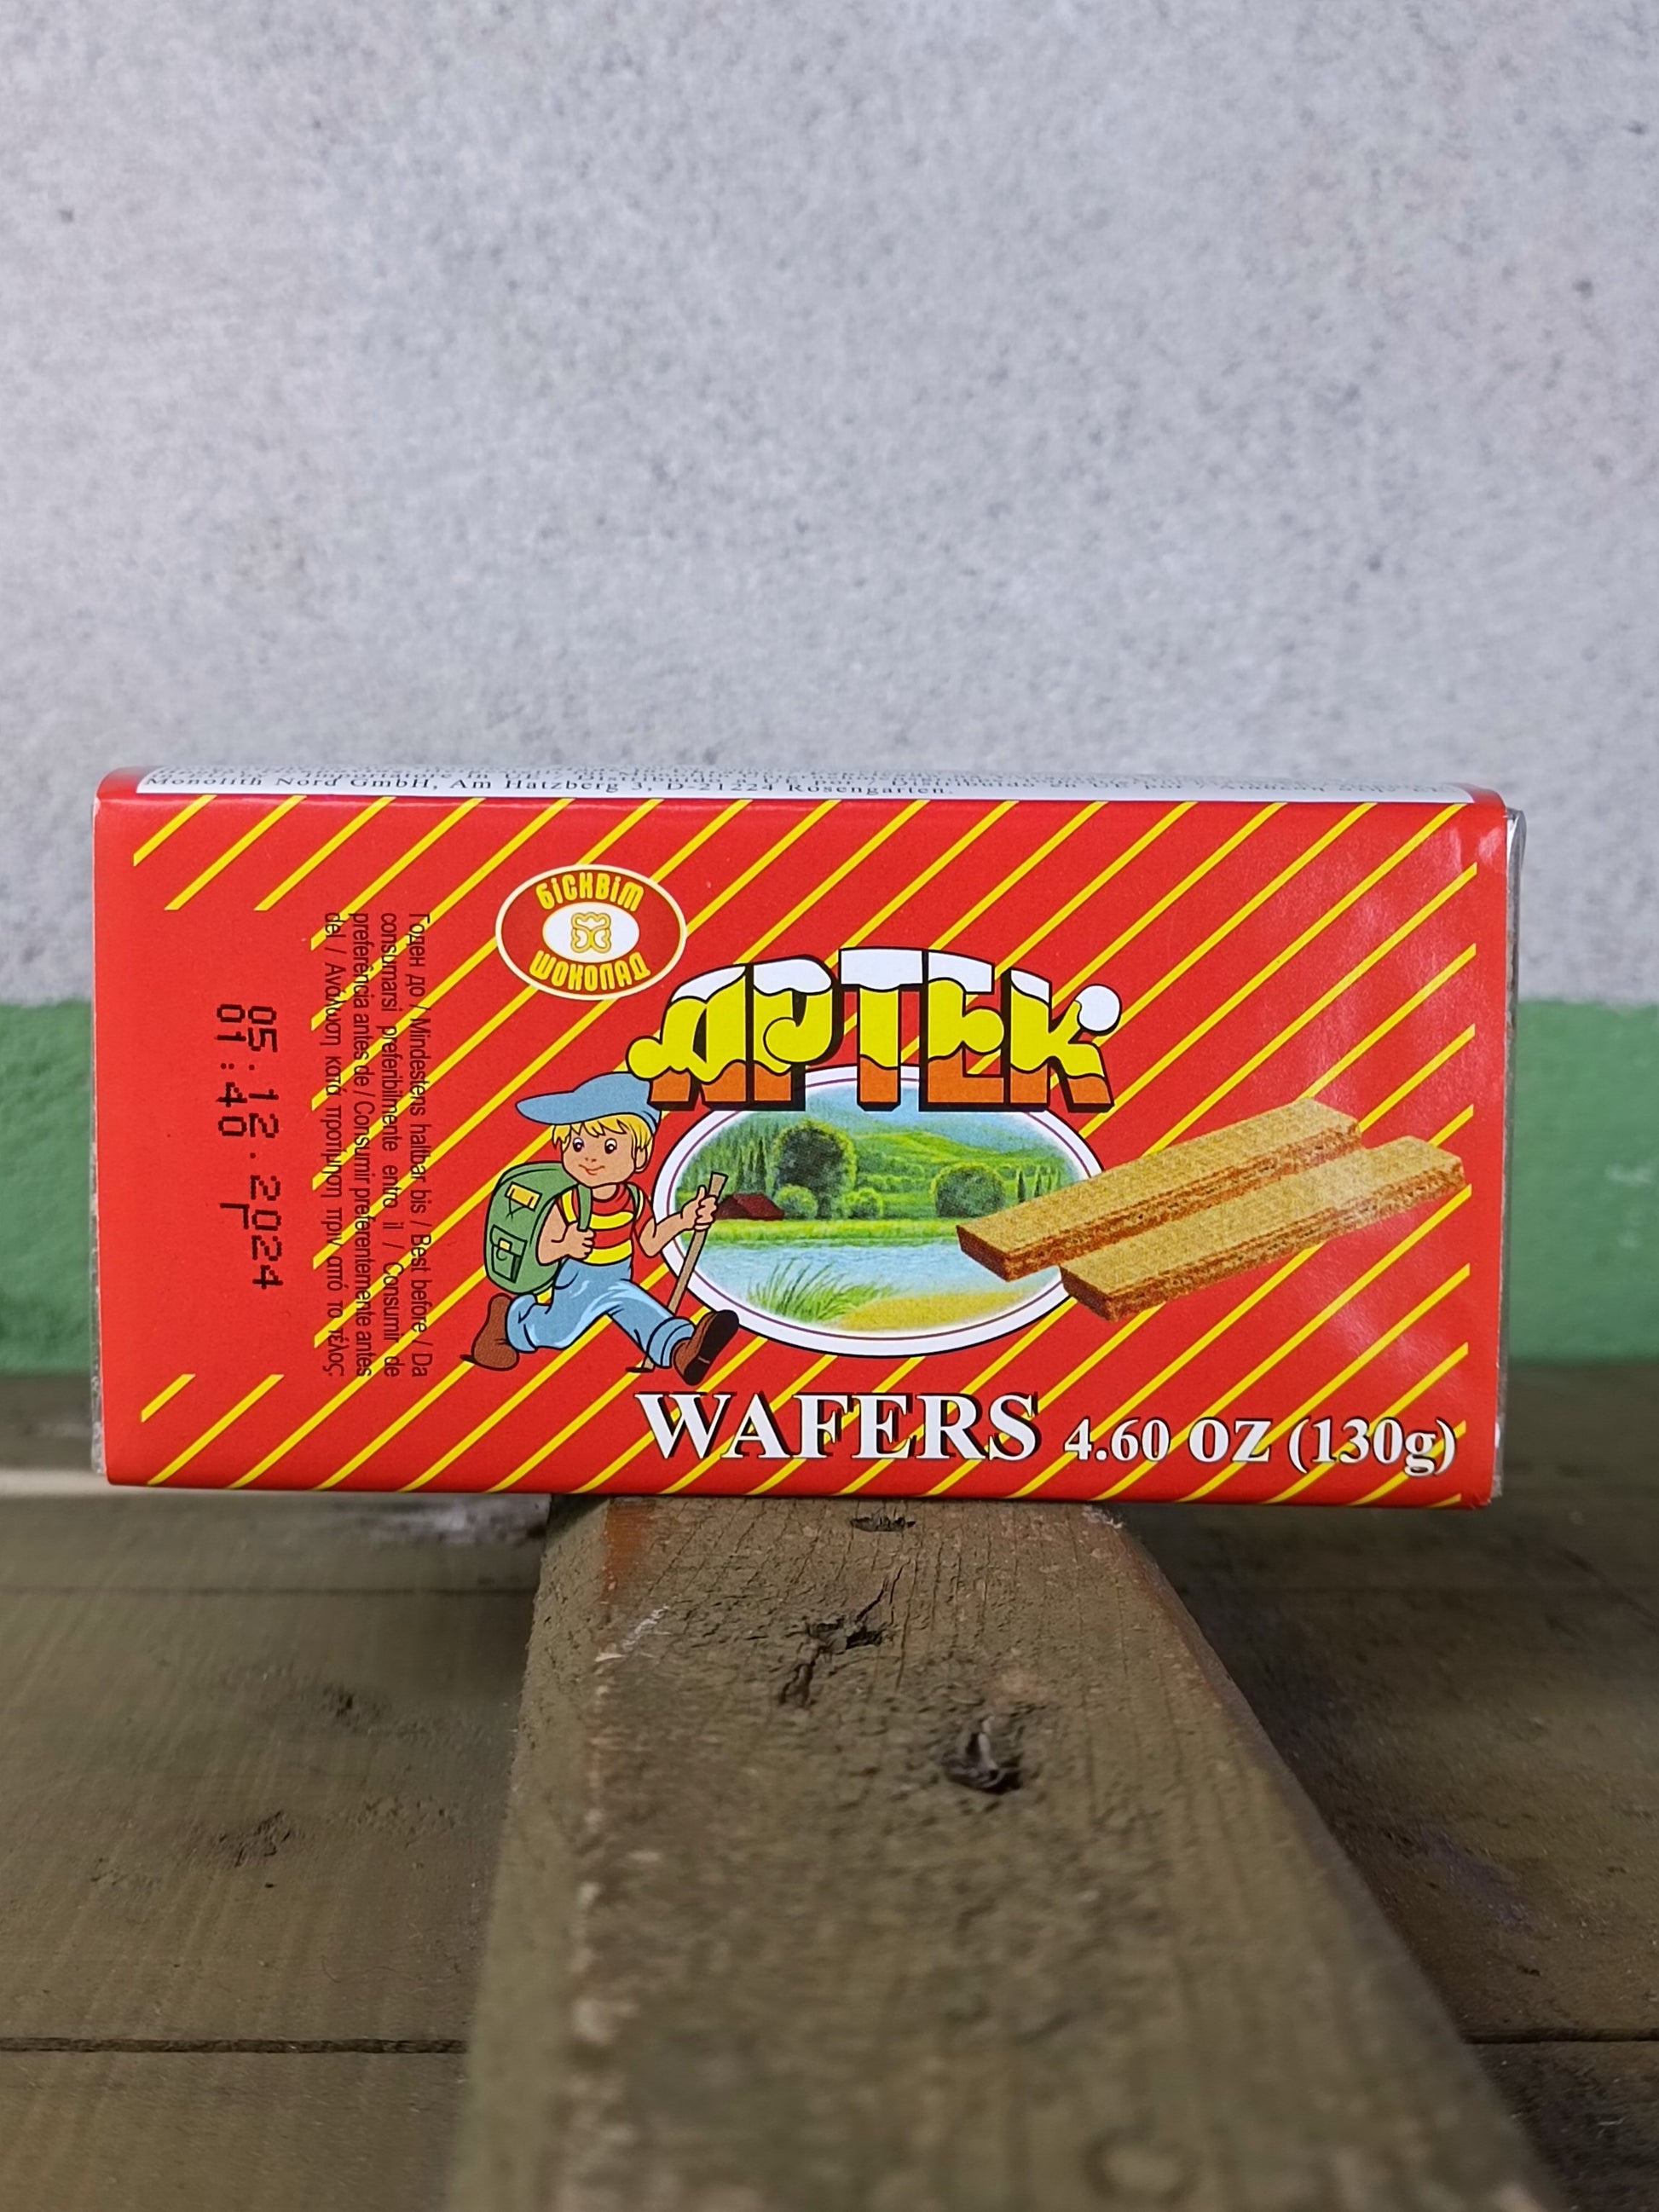 Monolith Nord GmbH, Am Hatzberg 3, D-21224 Rosengarten.
бісквіт
шоколад
АРТЕК
Годен до / Mindestens haltbar bis / Best before / Da
consumarsi preferibilmente entro il / Consumir de
preferência antes de / Consumir preferentemente antes
del / Ανάλωση κατά προτίμηση πριν από το τέλος:
05.12.2024
01:40 Г
WAFERS 4.60 OZ (130g)